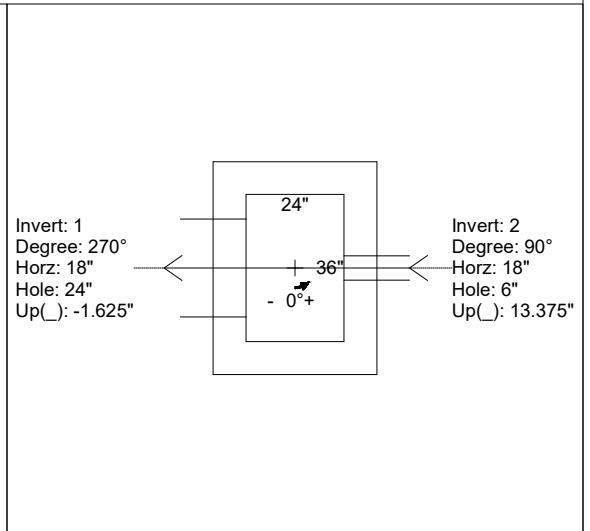 24"
Invert: 1
Degree: 270°
Horz: 18"
Hole: 24"
Up(_): -1.625"
36"
- 0°+
Invert: 2
Degree: 90°
Horz: 18"
Hole: 6"
Up(_): 13.375"